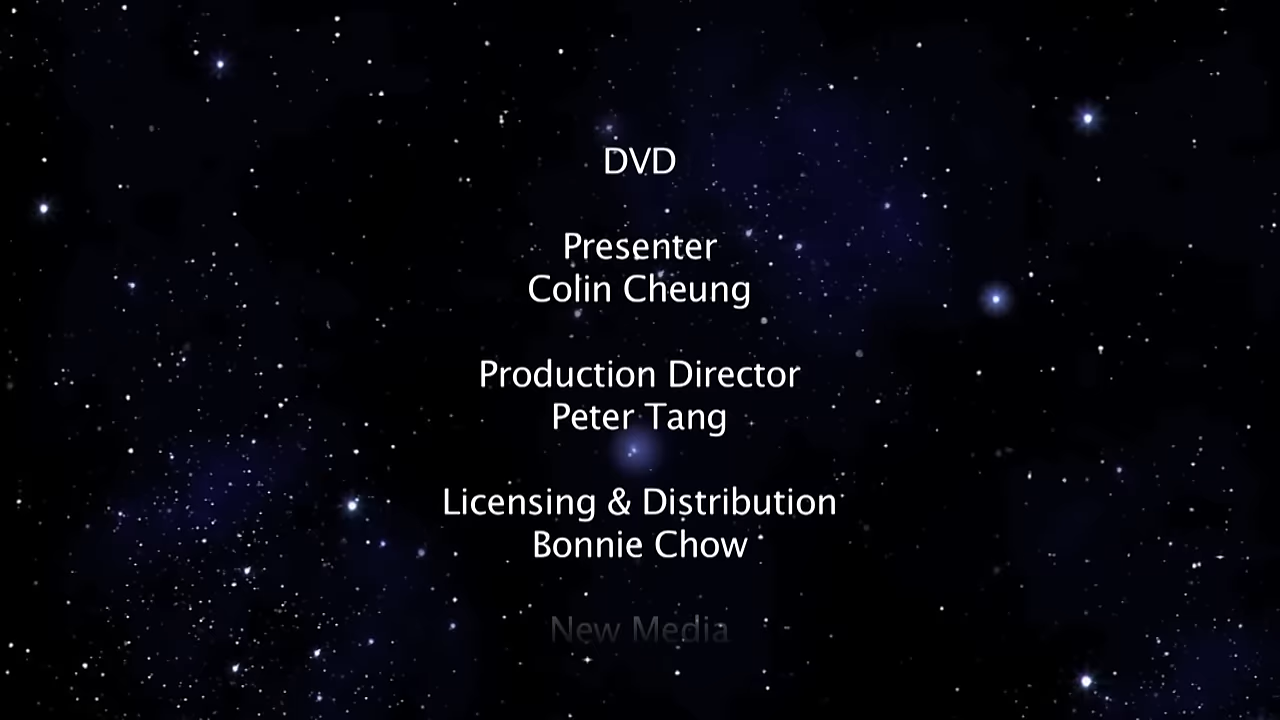 DVD
Presenter
Colin Cheung
Production Director
Peter Tang
Licensing & Distribution
Bonnie Chow
New Media